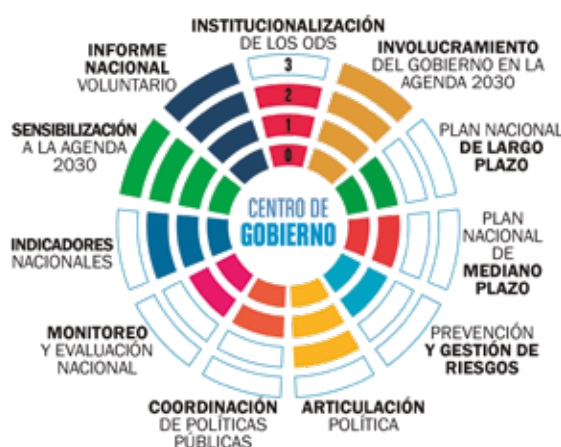 INSTITUCIONALIZACIÓN
DE LOS ODS
INVOLUCRAMIENTO
DEL GOBIERNO EN LA
AGENDA 2030
PLAN NACIONAL
DE LARGO
PLAZO
PLAN
NACIONAL
DE
MEDIANO
PLAZO
PREVENCIÓN
Y GESTIÓN DE
RIESGOS
ARTICULACIÓN
POLÍTICA
COORDINACIÓN
DE POLÍTICAS
PÚBLICAS
MONITOREO
Y EVALUACIÓN
NACIONAL
INDICADORES
NACIONALES
SENSIBILIZACIÓN
A LA AGENDA
2030
INFORME
NACIONAL
VOLUNTARIO
3
2
1
0
CENTRO DE
GOBIERNO